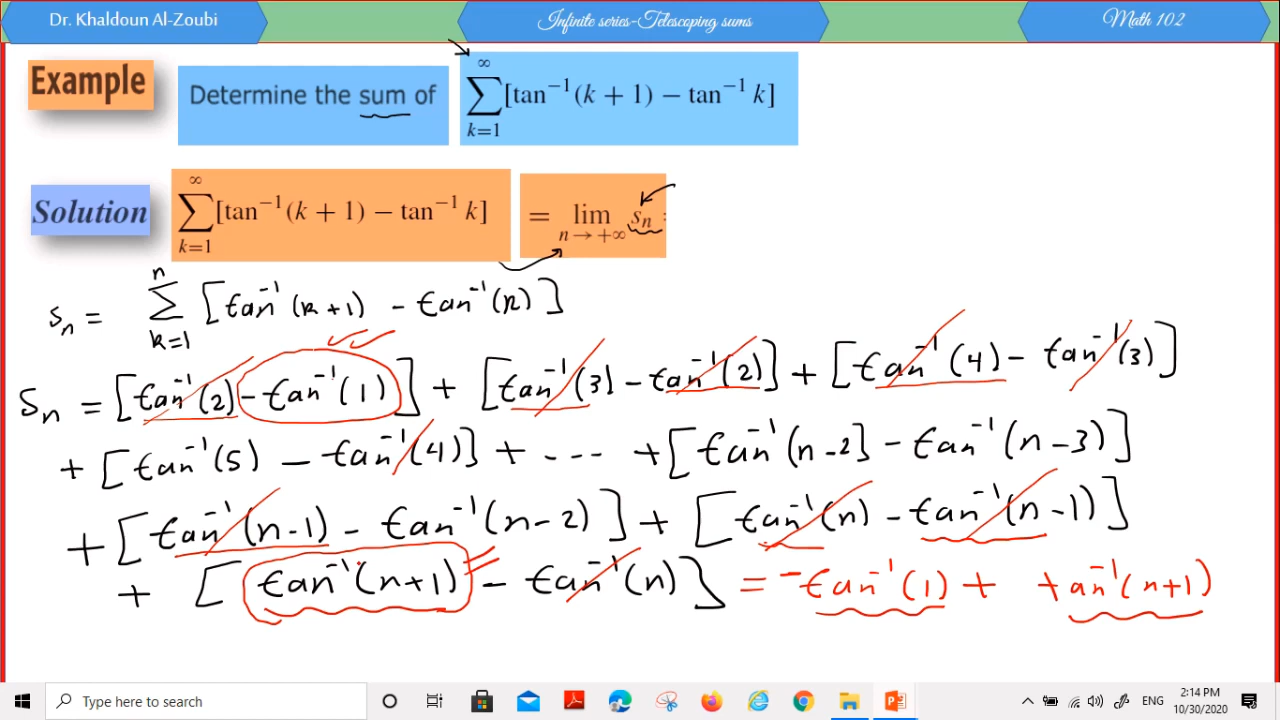 Dr. Khaldoun Al-Zoubi
Infinite series-Telescoping sums
Math 102
Example
Determine the sum of
∞ ∑ k=1 [tan⁻¹(k + 1) − tan⁻¹ k]
Solution
∞ ∑ k=1 [tan⁻¹(k + 1) − tan⁻¹ k]
= lim n→+∞ sn =
sn = n ∑ k=1 [tan⁻¹(k+1) - tan⁻¹(k)]
Sn = [tan⁻¹(2) - tan⁻¹(1)] + [tan⁻¹(3) - tan⁻¹(2)] + [tan⁻¹(4) - tan⁻¹(3)]
+ [tan⁻¹(5) - tan⁻¹(4)] + ... + [tan⁻¹(n-2] - tan⁻¹(n-3)]
+ [tan⁻¹(n-1) - tan⁻¹(n-2)] + [tan⁻¹(n) - tan⁻¹(n-1)]
+ [tan⁻¹(n+1) - tan⁻¹(n)] = -tan⁻¹(1) + tan⁻¹(n+1)
Type here to search
ENG
2:14 PM
10/30/2020